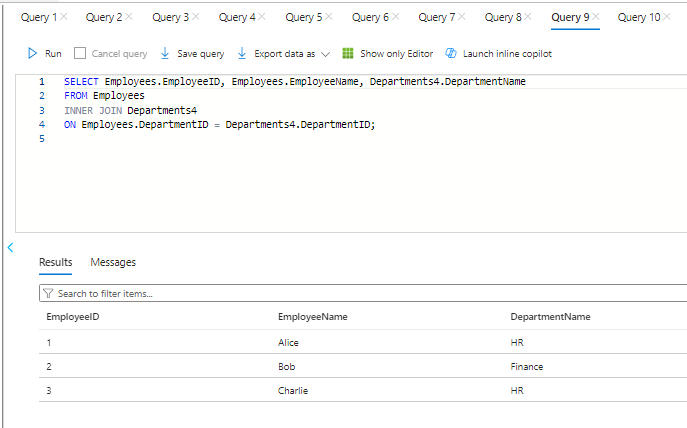 Query 1 Query 2 Query 3 Query 4 Query 5 Query 6 Query 7 Query 8 Query 9 Query 10
Run Cancel query Save query Export data as Show only Editor Launch inline copilot
1 SELECT Employees.EmployeeID, Employees.EmployeeName, Departments4.DepartmentName
2 FROM Employees
3 INNER JOIN Departments4
4 ON Employees.DepartmentID = Departments4.DepartmentID;
5
Results Messages
Search to filter items...
EmployeeID EmployeeName DepartmentName
1 Alice HR
2 Bob Finance
3 Charlie HR